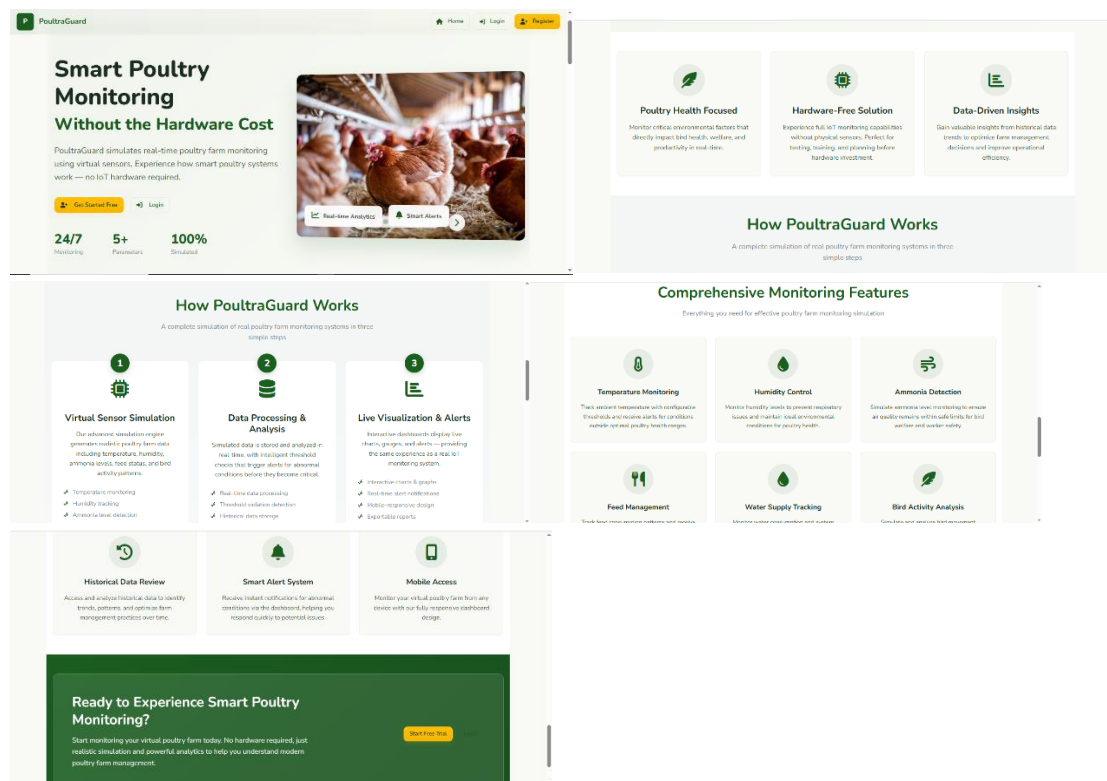 P PoultraGuard
Home Login Register
Smart Poultry
Monitoring
Without the Hardware Cost
PoultraGuard simulates real-time poultry farm monitoring
using virtual sensors. Experience how smart poultry systems
work — no IoT hardware required.
Get Started Free Login
Real-time Analytics Smart Alerts
24/7 5+ 100%
Monitoring Parameters Simulated
Poultry Health Focused
Monitor critical environmental factors that
directly impact bird health, welfare, and
productivity in real-time.
Hardware-Free Solution
Experience full IoT monitoring capabilities
without physical sensors. Perfect for
testing, training, and planning before
hardware investment.
Data-Driven Insights
Gain valuable insights from historical data
trends to optimize farm management
decisions and improve operational
efficiency.
How PoultraGuard Works
A complete simulation of real poultry farm monitoring systems in three
simple steps
How PoultraGuard Works
A complete simulation of real poultry farm monitoring systems in three
simple steps
1
Virtual Sensor Simulation
Our advanced simulation engine
generates realistic poultry farm data
including temperature, humidity,
ammonia levels, feed status, and bird
activity patterns.
Temperature monitoring
Humidity tracking
Ammonia level detection
2
Data Processing &
Analysis
Simulated data is stored and analyzed in
real time, with intelligent threshold
checks that trigger alerts for abnormal
conditions before they become critical.
Real-time data processing
Threshold violation detection
Historical data storage
3
Live Visualization & Alerts
Interactive dashboards display live
charts, gauges, and alerts — providing
the same experience as a real IoT
monitoring system.
Interactive charts & graphs
Real-time alert notifications
Mobile-responsive design
Exportable reports
Comprehensive Monitoring Features
Everything you need for effective poultry farm monitoring simulation
Temperature Monitoring
Track ambient temperature with configurable
thresholds and receive alerts for conditions
outside optimal poultry health ranges.
Humidity Control
Monitor humidity levels to prevent respiratory
issues and maintain ideal environmental
conditions for poultry health.
Ammonia Detection
Simulate ammonia level monitoring to ensure
air quality remains within safe limits for bird
welfare and worker safety.
Feed Management
Track feed consumption patterns and receive
Water Supply Tracking
Monitor water consumption and system
Bird Activity Analysis
Simulate and analyze bird movement
Historical Data Review
Access and analyze historical data to identify
trends, patterns, and optimize farm
management practices over time.
Smart Alert System
Receive instant notifications for abnormal
conditions via the dashboard, helping you
respond quickly to potential issues.
Mobile Access
Monitor your virtual poultry farm from any
device with our fully responsive dashboard
design.
Ready to Experience Smart Poultry
Monitoring?
Start monitoring your virtual poultry farm today. No hardware required, just
realistic simulation and powerful analytics to help you understand modern
poultry farm management.
Start Free Trial